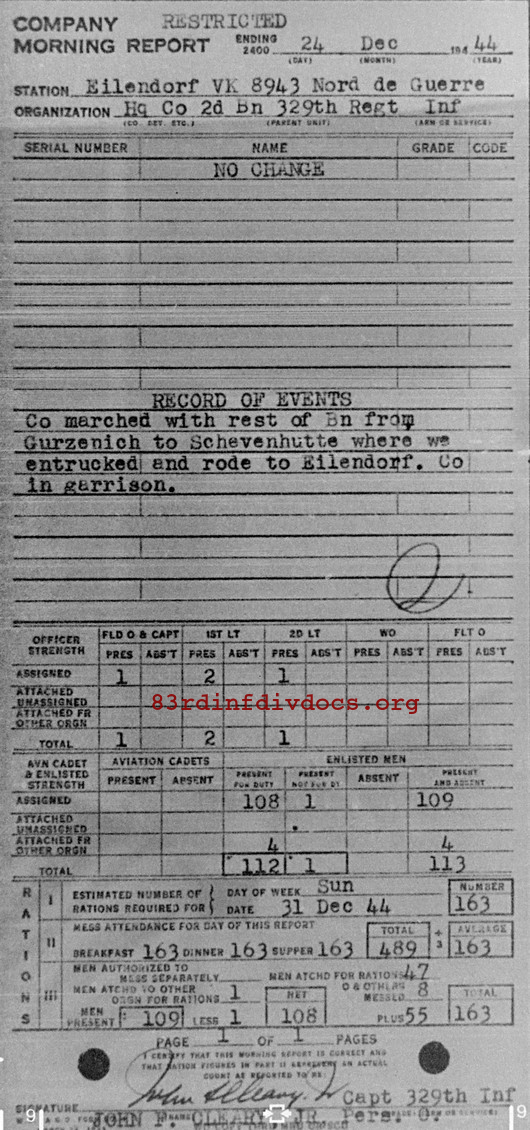 COMPANY RESTRICTED
MORNING REPORT ENDING 2400 24 Dec 194 44
(DAY) (MONTH) (YEAR)
STATION Eilendorf VK 8943 Nord de Guerre
ORGANIZATION Hq Co 2d Bn 329th Regt Inf
(CO. DET. ETC.) (PARENT UNIT) (ARM OR SERVICE)
SERIAL NUMBER NAME GRADE CODE
NO CHANGE
RECORD OF EVENTS
Co marched with rest of Bn from
Gurzenich to Schevenhutte where we
entrucked and rode to Eilendorf. Co
in garrison.
2
OFFICER STRENGTH FLD O & CAPT 1ST LT 2D LT WO FLT O
PRES ABS'T PRES ABS'T PRES ABS'T PRES ABS'T PRES ABS'T
ASSIGNED 1 2 1
ATTACHED UNASSIGNED
83rdinfdivdocs.org
ATTACHED FR OTHER ORGN
TOTAL 1 2 1
AVN CADET & ENLISTED STRENGTH AVIATION CADETS ENLISTED MEN
PRESENT ABSENT PRESENT FOR DUTY PRESENT NOT FOR DY ABSENT PRESENT AND ABSENT
ASSIGNED 108 1 109
ATTACHED UNASSIGNED
ATTACHED FR OTHER ORGN 4 4
TOTAL 112 1 113
RATIONS
I ESTIMATED NUMBER OF RATIONS REQUIRED FOR DAY OF WEEK Sun NUMBER
DATE 31 Dec 44 163
II MESS ATTENDANCE FOR DAY OF THIS REPORT TOTAL ÷ 3 AVERAGE
BREAKFAST 163 DINNER 163 SUPPER 163 489 163
III MEN AUTHORIZED TO MESS SEPARATELY MEN ATCHD FOR RATIONS 47
MEN ATCHD TO OTHER ORGN FOR RATIONS 1 NET O & OTHERS MESSED 8 TOTAL
MEN PRESENT 109 LESS 1 108 PLUS 55 163
PAGE 1 OF 1 PAGES
I CERTIFY THAT THIS MORNING REPORT IS CORRECT AND
THAT RATION FIGURES IN PART II REPRESENT AN ACTUAL
COUNT AS REPORTED TO ME
John F Cleary Jr Capt 329th Inf
SIGNATURE
JOHN F. CLEARY, JR. Pers. O.
9 9